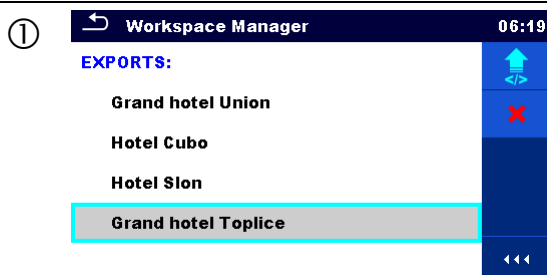 ①
Workspace Manager 06:19
EXPORTS:
</>
Grand hotel Union
Hotel Cubo
Hotel Slon
Grand hotel Toplice